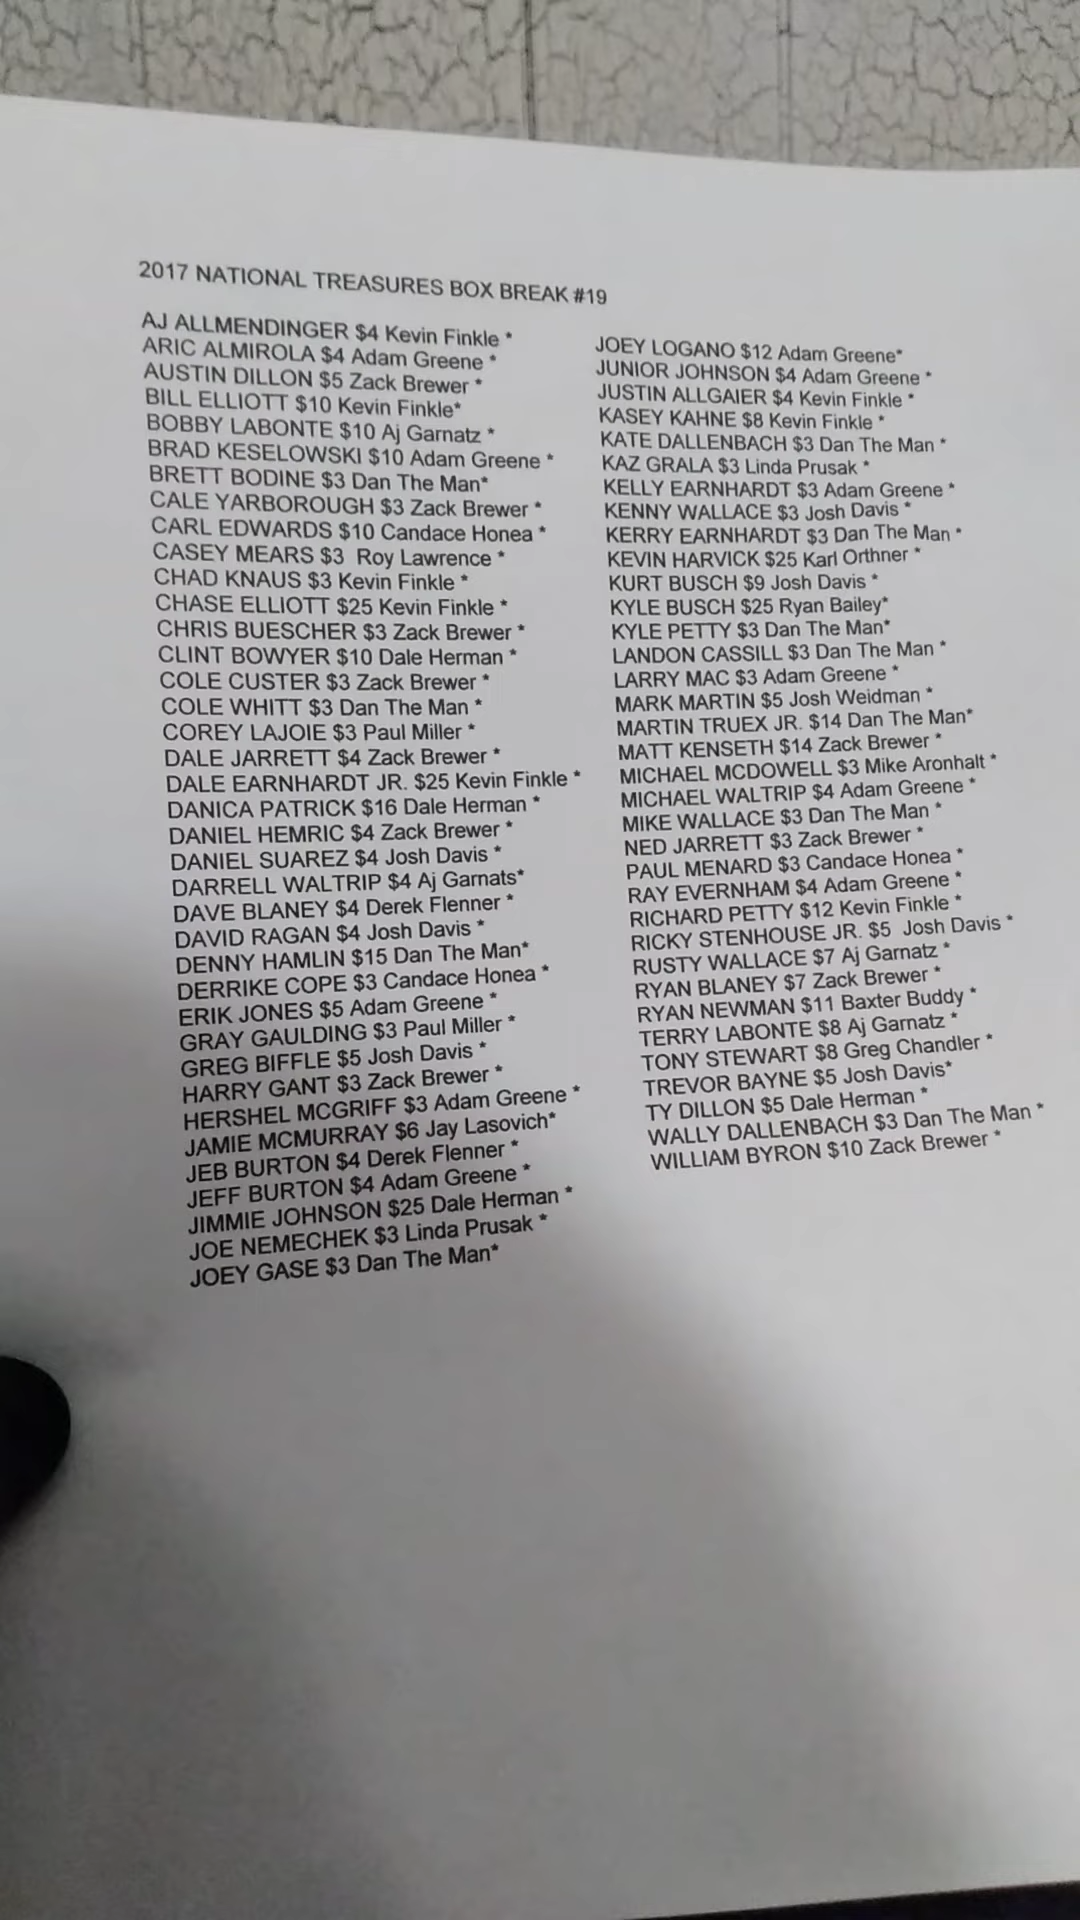 2017 NATIONAL TREASURES BOX BREAK #19
AJ ALLMENDINGER $4 Kevin Finkle *
ARIC ALMIROLA $4 Adam Greene *
AUSTIN DILLON $5 Zack Brewer *
BILL ELLIOTT $10 Kevin Finkle*
BOBBY LABONTE $10 Aj Garnatz *
BRAD KESELOWSKI $10 Adam Greene *
BRETT BODINE $3 Dan The Man*
CALE YARBOROUGH $3 Zack Brewer *
CARL EDWARDS $10 Candace Honea *
CASEY MEARS $3  Roy Lawrence *
CHAD KNAUS $3 Kevin Finkle *
CHASE ELLIOTT $25 Kevin Finkle *
CHRIS BUESCHER $3 Zack Brewer *
CLINT BOWYER $10 Dale Herman *
COLE CUSTER $3 Zack Brewer *
COLE WHITT $3 Dan The Man *
COREY LAJOIE $3 Paul Miller *
DALE JARRETT $4 Zack Brewer *
DALE EARNHARDT JR. $25 Kevin Finkle *
DANICA PATRICK $16 Dale Herman *
DANIEL HEMRIC $4 Zack Brewer *
DANIEL SUAREZ $4 Josh Davis *
DARRELL WALTRIP $4 Aj Garnats*
DAVE BLANEY $4 Derek Flenner *
DAVID RAGAN $4 Josh Davis *
DENNY HAMLIN $15 Dan The Man*
DERRIKE COPE $3 Candace Honea *
ERIK JONES $5 Adam Greene *
GRAY GAULDING $3 Paul Miller *
GREG BIFFLE $5 Josh Davis *
HARRY GANT $3 Zack Brewer *
HERSHEL MCGRIFF $3 Adam Greene *
JAMIE MCMURRAY $6 Jay Lasovich*
JEB BURTON $4 Derek Flenner *
JEFF BURTON $4 Adam Greene *
JIMMIE JOHNSON $25 Dale Herman *
JOE NEMECHEK $3 Linda Prusak *
JOEY GASE $3 Dan The Man*
JOEY LOGANO $12 Adam Greene*
JUNIOR JOHNSON $4 Adam Greene *
JUSTIN ALLGAIER $4 Kevin Finkle *
KASEY KAHNE $8 Kevin Finkle *
KATE DALLENBACH $3 Dan The Man *
KAZ GRALA $3 Linda Prusak *
KELLY EARNHARDT $3 Adam Greene *
KENNY WALLACE $3 Josh Davis *
KERRY EARNHARDT $3 Dan The Man *
KEVIN HARVICK $25 Karl Orthner *
KURT BUSCH $9 Josh Davis *
KYLE BUSCH $25 Ryan Bailey*
KYLE PETTY $3 Dan The Man*
LANDON CASSILL $3 Dan The Man *
LARRY MAC $3 Adam Greene *
MARK MARTIN $5 Josh Weidman *
MARTIN TRUEX JR. $14 Dan The Man*
MATT KENSETH $14 Zack Brewer *
MICHAEL MCDOWELL $3 Mike Aronhalt *
MICHAEL WALTRIP $4 Adam Greene *
MIKE WALLACE $3 Dan The Man *
NED JARRETT $3 Zack Brewer *
PAUL MENARD $3 Candace Honea *
RAY EVERNHAM $4 Adam Greene *
RICHARD PETTY $12 Kevin Finkle *
RICKY STENHOUSE JR. $5  Josh Davis *
RUSTY WALLACE $7 Aj Garnatz *
RYAN BLANEY $7 Zack Brewer *
RYAN NEWMAN $11 Baxter Buddy *
TERRY LABONTE $8 Aj Garnatz *
TONY STEWART $8 Greg Chandler *
TREVOR BAYNE $5 Josh Davis*
TY DILLON $5 Dale Herman *
WALLY DALLENBACH $3 Dan The Man *
WILLIAM BYRON $10 Zack Brewer *